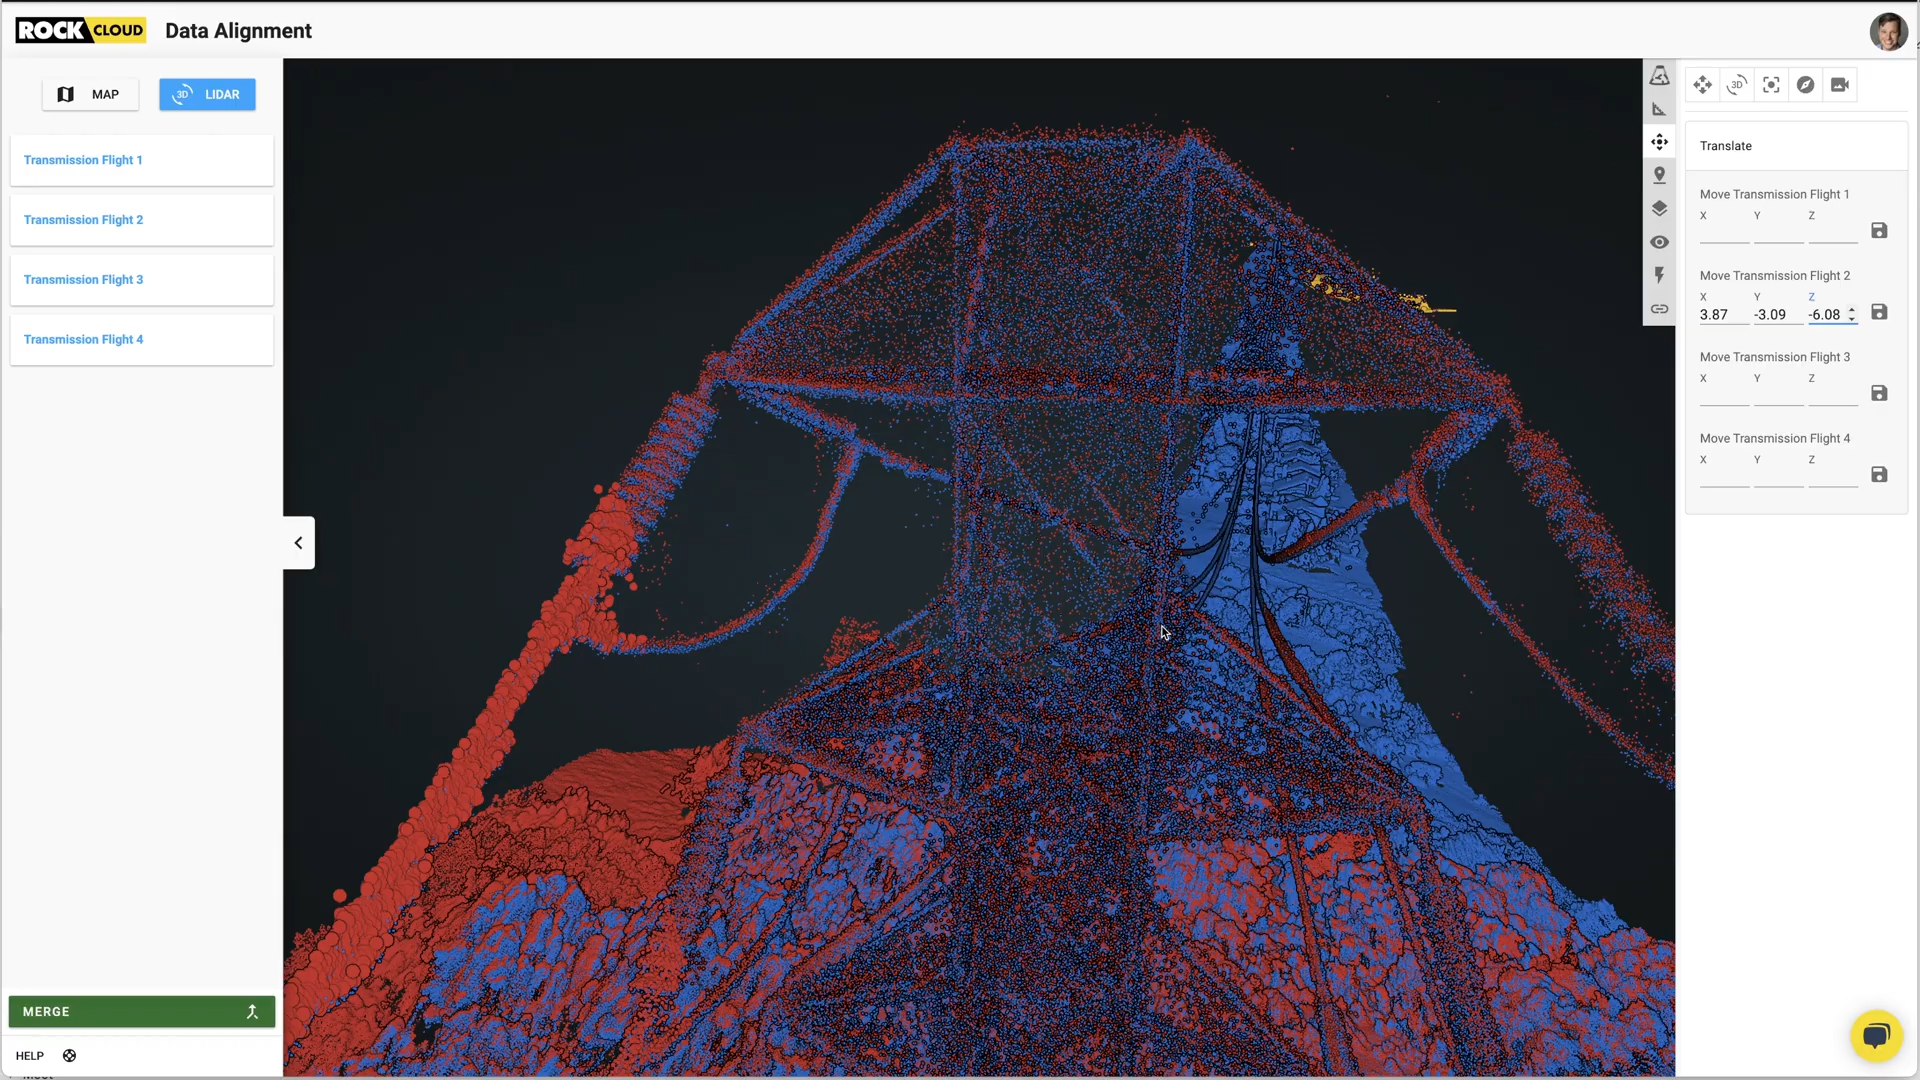 ROCK CLOUD Data Alignment
MAP
3D LIDAR
Transmission Flight 1
Transmission Flight 2
Transmission Flight 3
Transmission Flight 4
MERGE
HELP
3D
Translate
Move Transmission Flight 1
X Y Z
Move Transmission Flight 2
X Y Z
3.87 -3.09 -6.08
Move Transmission Flight 3
X Y Z
Move Transmission Flight 4
X Y Z